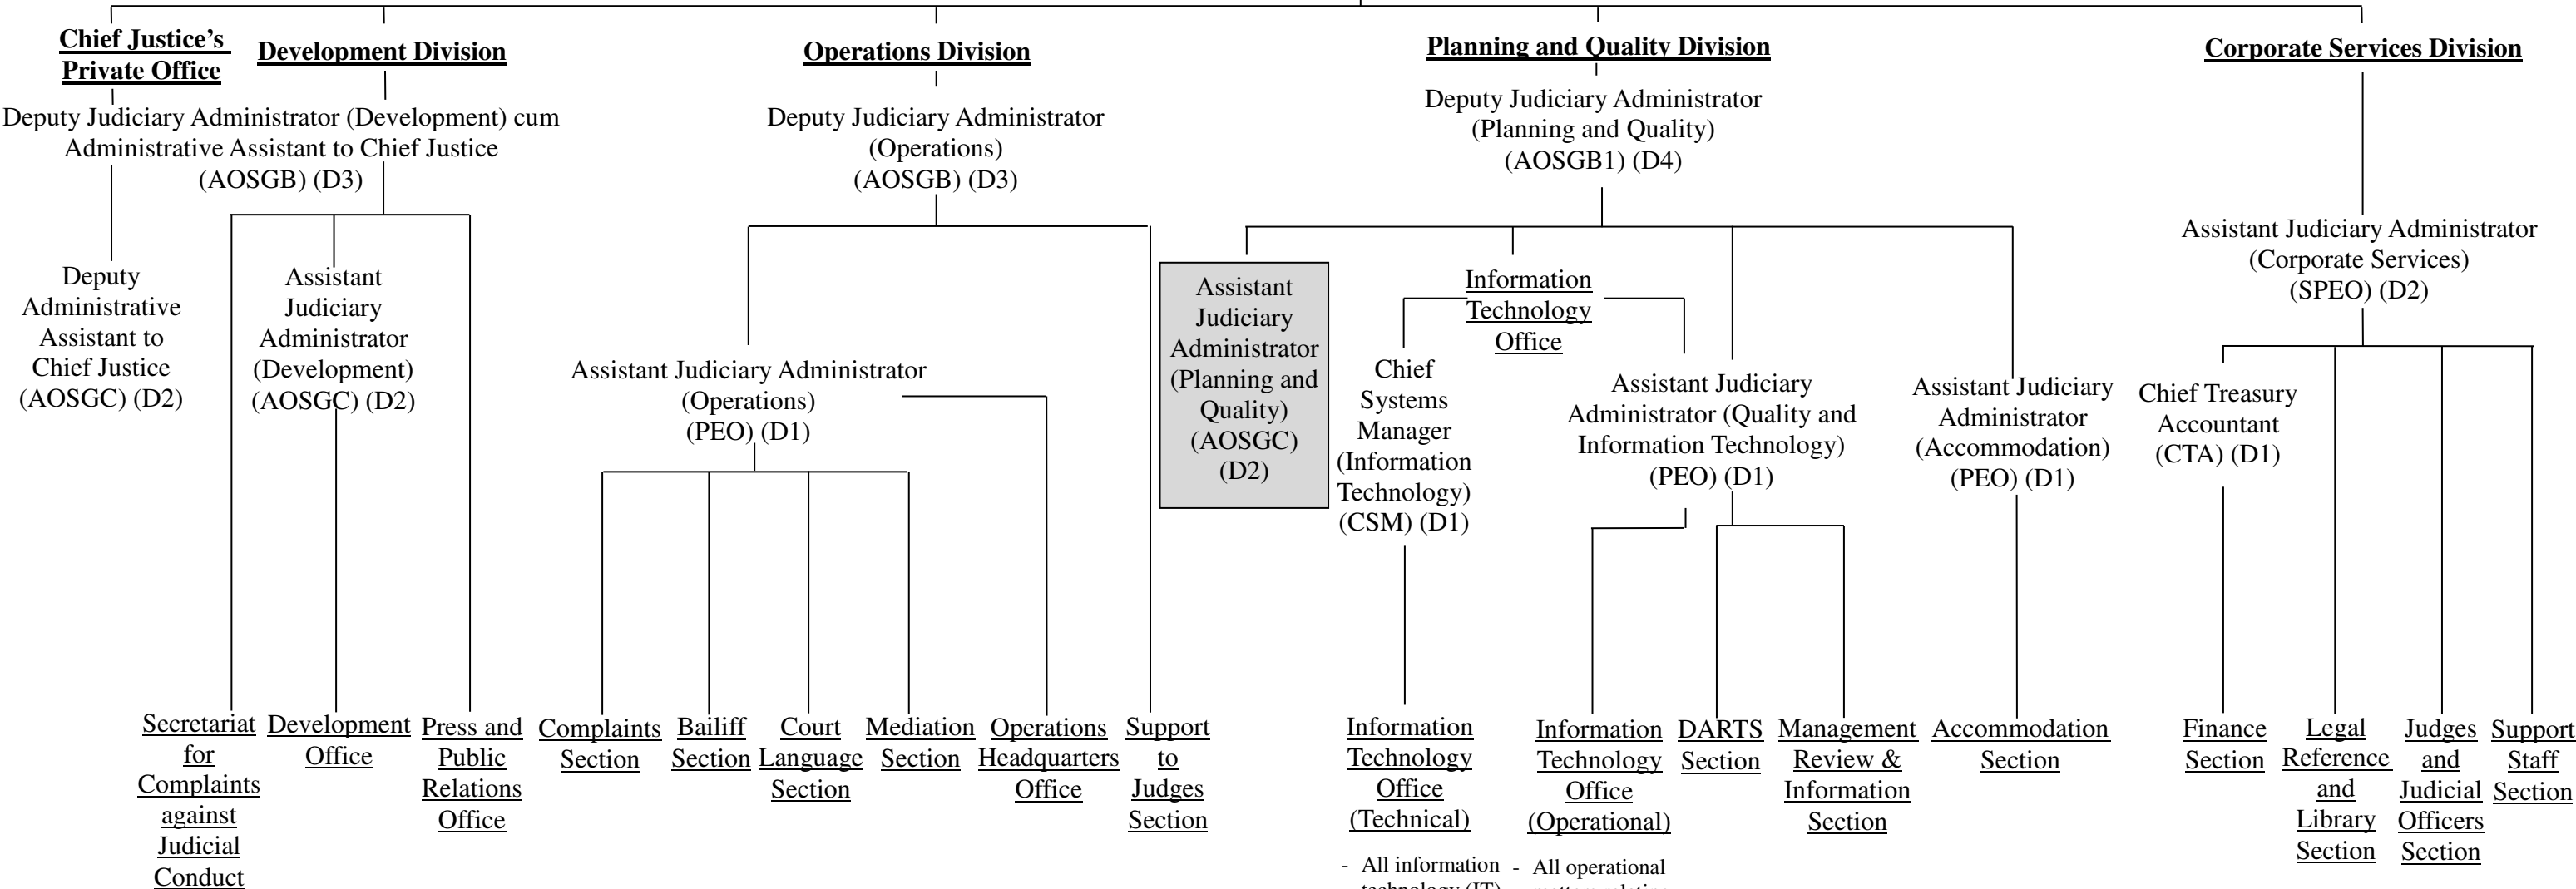 Chief Justice's
Private Office
Development Division
Operations Division
Planning and Quality Division
Corporate Services Division
Deputy Judiciary Administrator (Development) cum
Administrative Assistant to Chief Justice
(AOSGB) (D3)
Deputy Judiciary Administrator
(Operations)
(AOSGB) (D3)
Deputy Judiciary Administrator
(Planning and Quality)
(AOSGB1) (D4)
Assistant Judiciary Administrator
(Corporate Services)
(SPEO) (D2)
Deputy
Administrative
Assistant to
Chief Justice
(AOSGC) (D2)
Assistant
Judiciary
Administrator
(Development)
(AOSGC) (D2)
Assistant Judiciary Administrator
(Operations)
(PEO) (D1)
Assistant
Judiciary
Administrator
(Planning and
Quality)
(AOSGC)
(D2)
Information
Technology
Office
Chief
Systems
Manager
(Information
Technology)
(CSM) (D1)
Assistant Judiciary
Administrator (Quality and
Information Technology)
(PEO) (D1)
Assistant Judiciary
Administrator
(Accommodation)
(PEO) (D1)
Chief Treasury
Accountant
(CTA) (D1)
Secretariat
for
Complaints
against
Judicial
Conduct
Development
Office
Press and
Public
Relations
Office
Complaints
Section
Bailiff
Section
Court
Language
Section
Mediation
Section
Operations
Headquarters
Office
Support
to
Judges
Section
Information
Technology
Office
(Technical)
- All information
technology (IT)
Information
Technology
Office
(Operational)
- All operational
DARTS
Section
Management
Review &
Information
Section
Accommodation
Section
Finance
Section
Legal
Reference
and
Library
Section
Judges
and
Judicial
Officers
Section
Support
Staff
Section